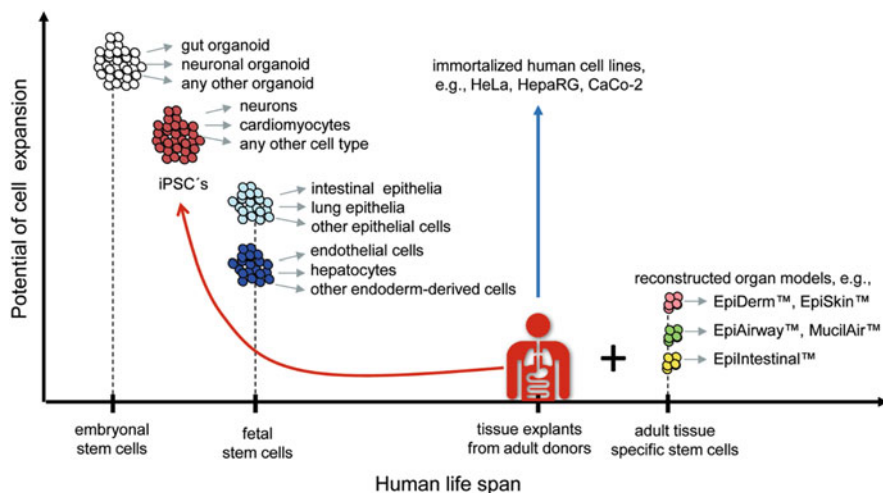 Potential of cell expansion
gut organoid
neuronal organoid
any other organoid
neurons
cardiomyocytes
any other cell type
iPSC´s
intestinal epithelia
lung epithelia
other epithelial cells
endothelial cells
hepatocytes
other endoderm-derived cells
immortalized human cell lines,
e.g., HeLa, HepaRG, CaCo-2
reconstructed organ models, e.g.,
EpiDerm™, EpiSkin™
EpiAirway™, MucilAir™
EpiIntestinal™
+
embryonal
stem cells
fetal
stem cells
tissue explants
from adult donors
adult tissue
specific stem cells
Human life span